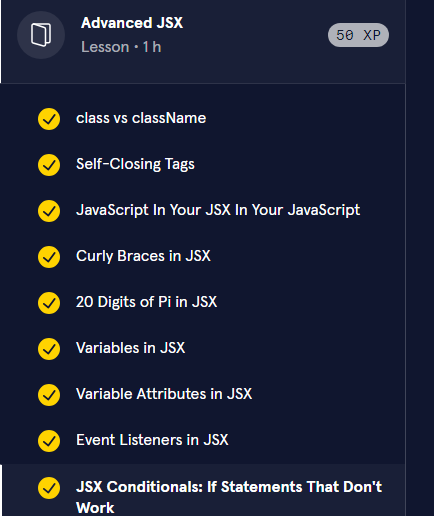 Advanced JSX
Lesson • 1 h
50 XP
class vs className
Self-Closing Tags
JavaScript In Your JSX In Your JavaScript
Curly Braces in JSX
20 Digits of Pi in JSX
Variables in JSX
Variable Attributes in JSX
Event Listeners in JSX
JSX Conditionals: If Statements That Don't
Work